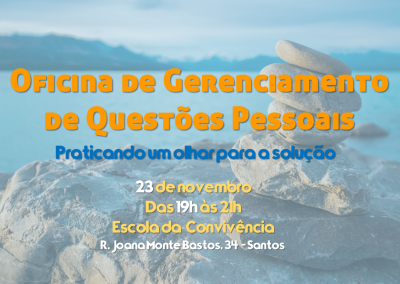 Oficina de Gerenciamento
de Questões Pessoais
Praticando um olhar para a solução
23 de novembro
Das 19h às 21h
Escola da Convivência
R. Joana Monte Bastos, 34 - Santos